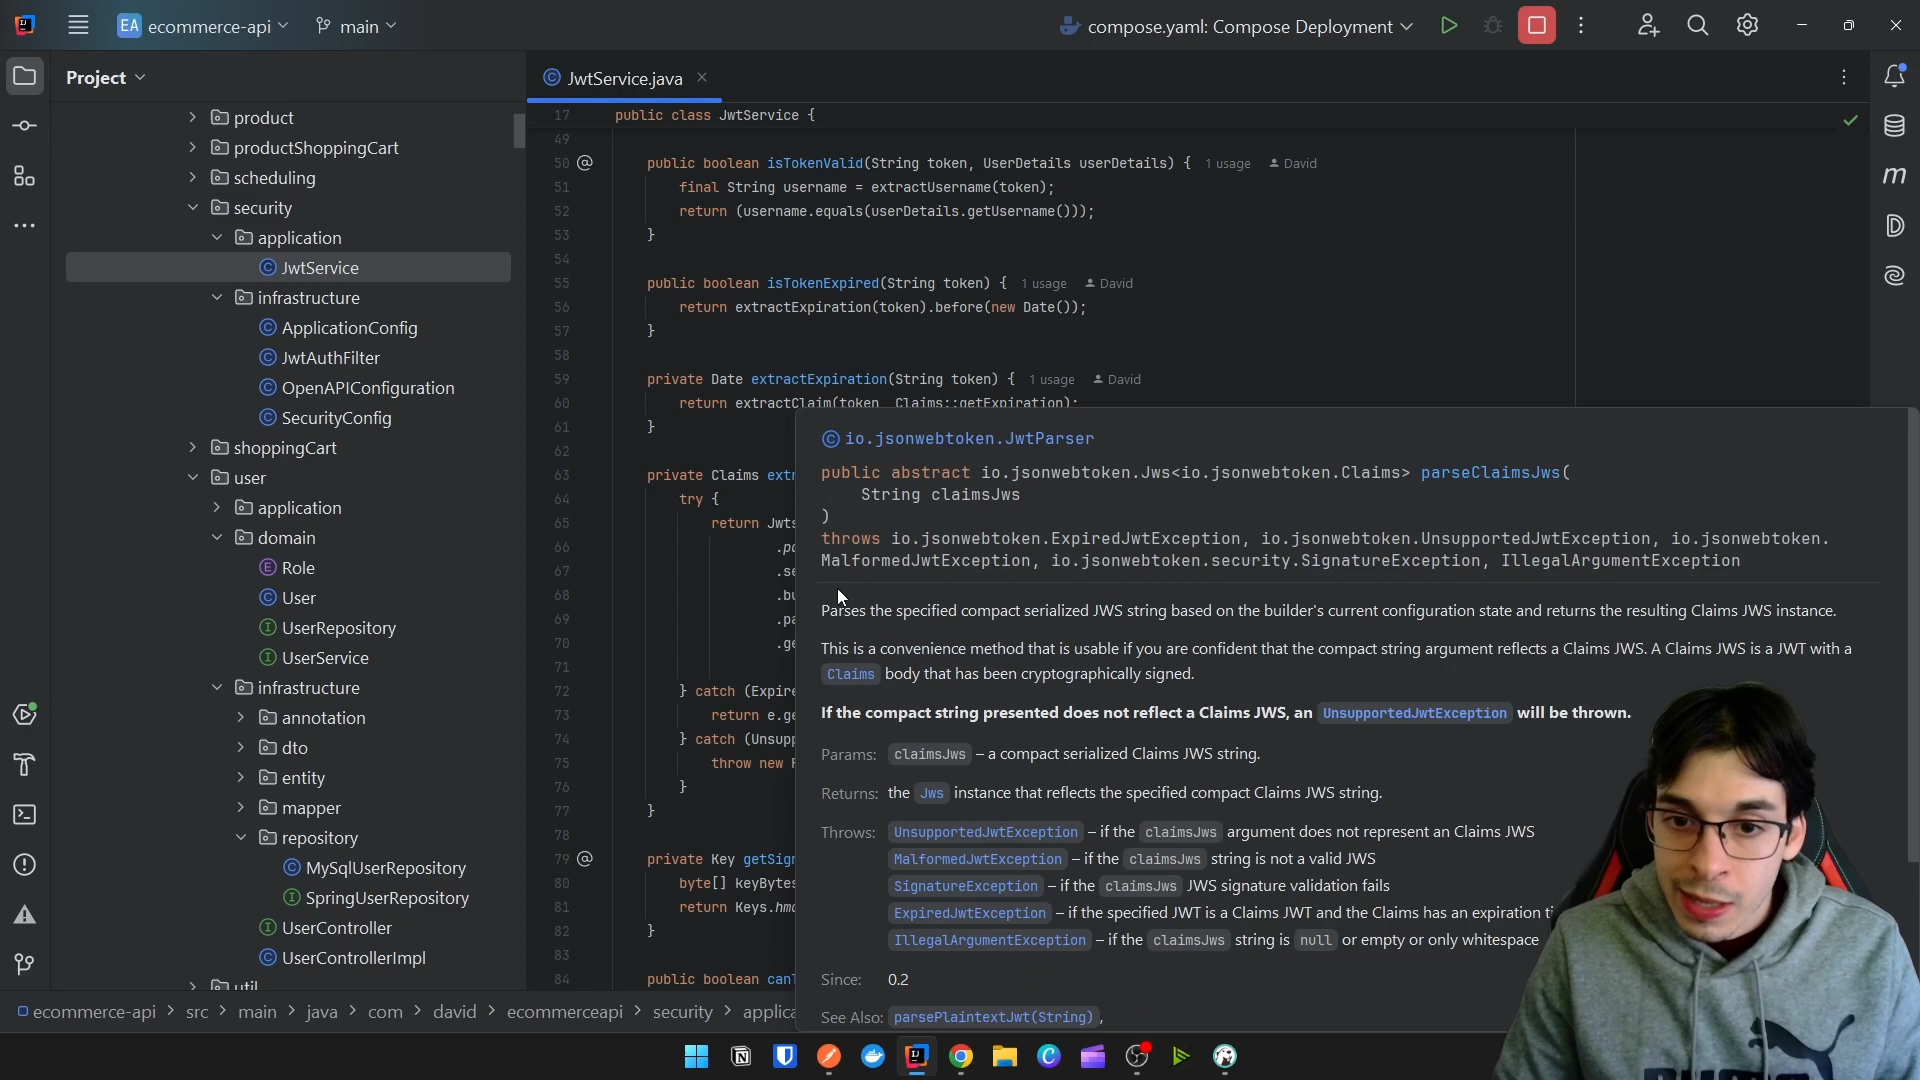 EA ecommerce-api
main
compose.yaml: Compose Deployment
Project
JwtService.java
product
productShoppingCart
scheduling
security
application
JwtService
infrastructure
ApplicationConfig
JwtAuthFilter
OpenAPIConfiguration
SecurityConfig
shoppingCart
user
application
domain
Role
User
UserRepository
UserService
infrastructure
annotation
dto
entity
mapper
repository
MySqlUserRepository
SpringUserRepository
UserController
UserControllerImpl
util
17 public class JwtService {
49
50 public boolean isTokenValid(String token, UserDetails userDetails) { 1 usage David
51 final String username = extractUsername(token);
52 return (username.equals(userDetails.getUsername()));
53 }
54
55 public boolean isTokenExpired(String token) { 1 usage David
56 return extractExpiration(token).before(new Date());
57 }
58
59 private Date extractExpiration(String token) { 1 usage David
60 return extractClaim(token Claims::getExpiration);
61 }
62
63 private Claims extr
64 try {
65 return Jwts
66 .pa
67 .se
68 .bu
69 .pa
70 .ge
71
72 } catch (Expire
73 return e.ge
74 } catch (Unsupp
75 throw new
76 }
77 }
78
79 private Key getSign
80 byte[] keyBytes
81 return Keys.hma
82 }
83
84 public boolean can
io.jsonwebtoken.JwtParser
public abstract io.jsonwebtoken.Jws<io.jsonwebtoken.Claims> parseClaimsJws(
String claimsJws
)
throws io.jsonwebtoken.ExpiredJwtException, io.jsonwebtoken.UnsupportedJwtException, io.jsonwebtoken.
MalformedJwtException, io.jsonwebtoken.security.SignatureException, IllegalArgumentException
Parses the specified compact serialized JWS string based on the builder's current configuration state and returns the resulting Claims JWS instance.
This is a convenience method that is usable if you are confident that the compact string argument reflects a Claims JWS. A Claims JWS is a JWT with a
Claims body that has been cryptographically signed.
If the compact string presented does not reflect a Claims JWS, an UnsupportedJwtException will be thrown.
Params: claimsJws – a compact serialized Claims JWS string.
Returns: the Jws instance that reflects the specified compact Claims JWS string.
Throws: UnsupportedJwtException – if the claimsJws argument does not represent an Claims JWS
MalformedJwtException – if the claimsJws string is not a valid JWS
SignatureException – if the claimsJws JWS signature validation fails
ExpiredJwtException – if the specified JWT is a Claims JWT and the Claims has an expiration ti
IllegalArgumentException – if the claimsJws string is null or empty or only whitespace
Since: 0.2
See Also: parsePlaintextJwt(String),
ecommerce-api > src > main > java > com > david > ecommerceapi > security > applica